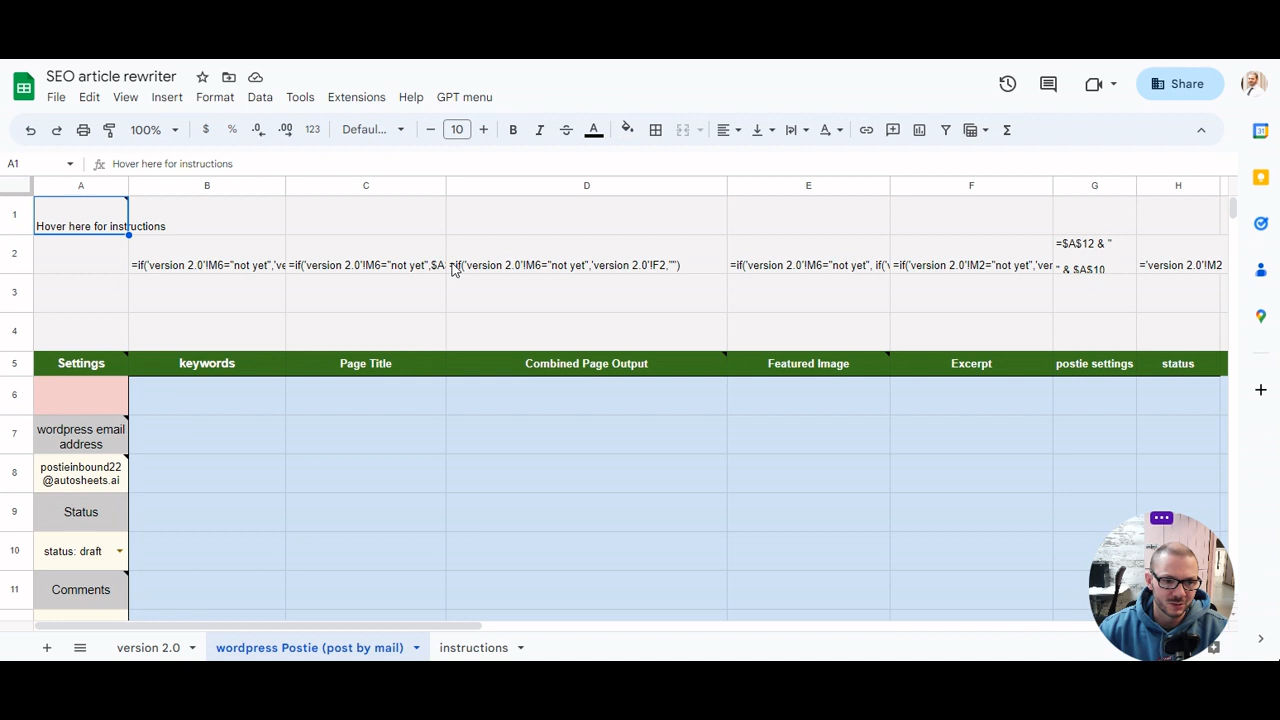 SEO article rewriter
File Edit View Insert Format Data Tools Extensions Help GPT menu
Share
100% $ % .0 .00 123 Defaul... 10 B I A
A1 Hover here for instructions
A B C D E F G H
1 Hover here for instructions
2 =if('version 2.0'!M6="not yet",'ve =if('version 2.0'!M6="not yet",$A =if('version 2.0'!M6="not yet",'version 2.0'!F2,"") =if('version 2.0'!M6="not yet", if('v =if('version 2.0'!M2="not yet",'ver =$A$12 & " ='version 2.0'!M2
" & $A$10
3
4
5 Settings keywords Page Title Combined Page Output Featured Image Excerpt postie settings status
6
7 wordpress email
address
8 postieinbound22
@autosheets.ai
9 Status
10 status: draft
11 Comments
version 2.0 wordpress Postie (post by mail) instructions